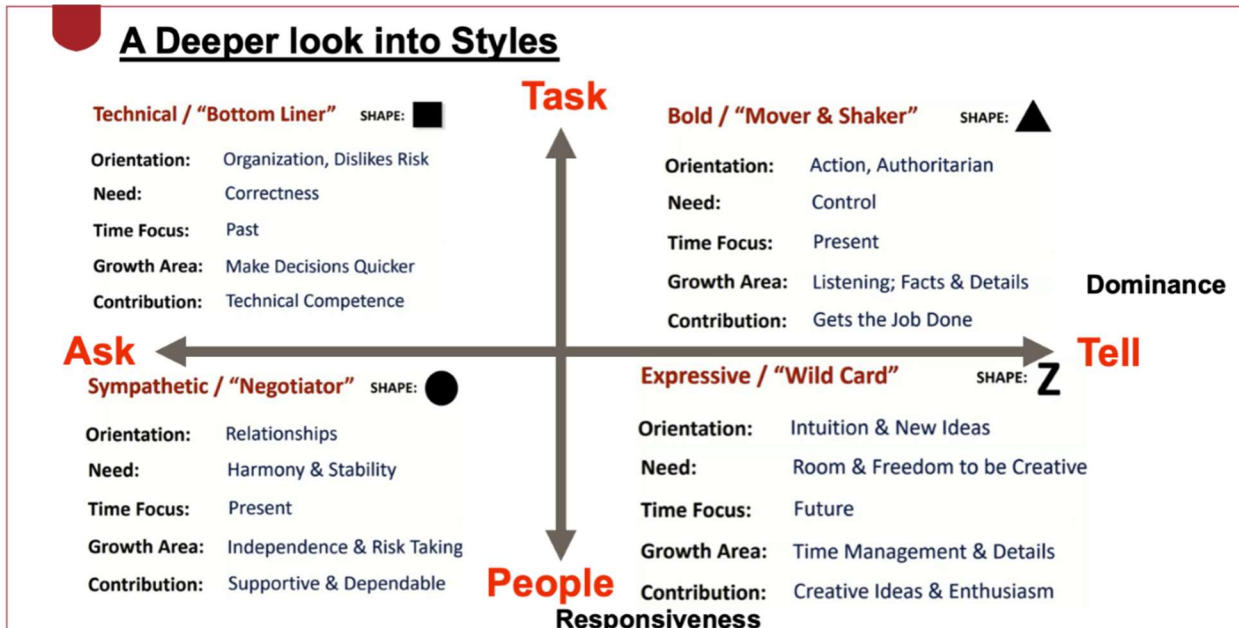 A Deeper look into Styles
Task
Technical / “Bottom Liner” SHAPE:
Orientation: Organization, Dislikes Risk
Need: Correctness
Time Focus: Past
Growth Area: Make Decisions Quicker
Contribution: Technical Competence
Bold / “Mover & Shaker” SHAPE:
Orientation: Action, Authoritarian
Need: Control
Time Focus: Present
Growth Area: Listening; Facts & Details
Contribution: Gets the Job Done
Dominance
Ask
Tell
Sympathetic / “Negotiator” SHAPE:
Orientation: Relationships
Need: Harmony & Stability
Time Focus: Present
Growth Area: Independence & Risk Taking
Contribution: Supportive & Dependable
Expressive / “Wild Card” SHAPE: Z
Orientation: Intuition & New Ideas
Need: Room & Freedom to be Creative
Time Focus: Future
Growth Area: Time Management & Details
Contribution: Creative Ideas & Enthusiasm
People
Responsiveness